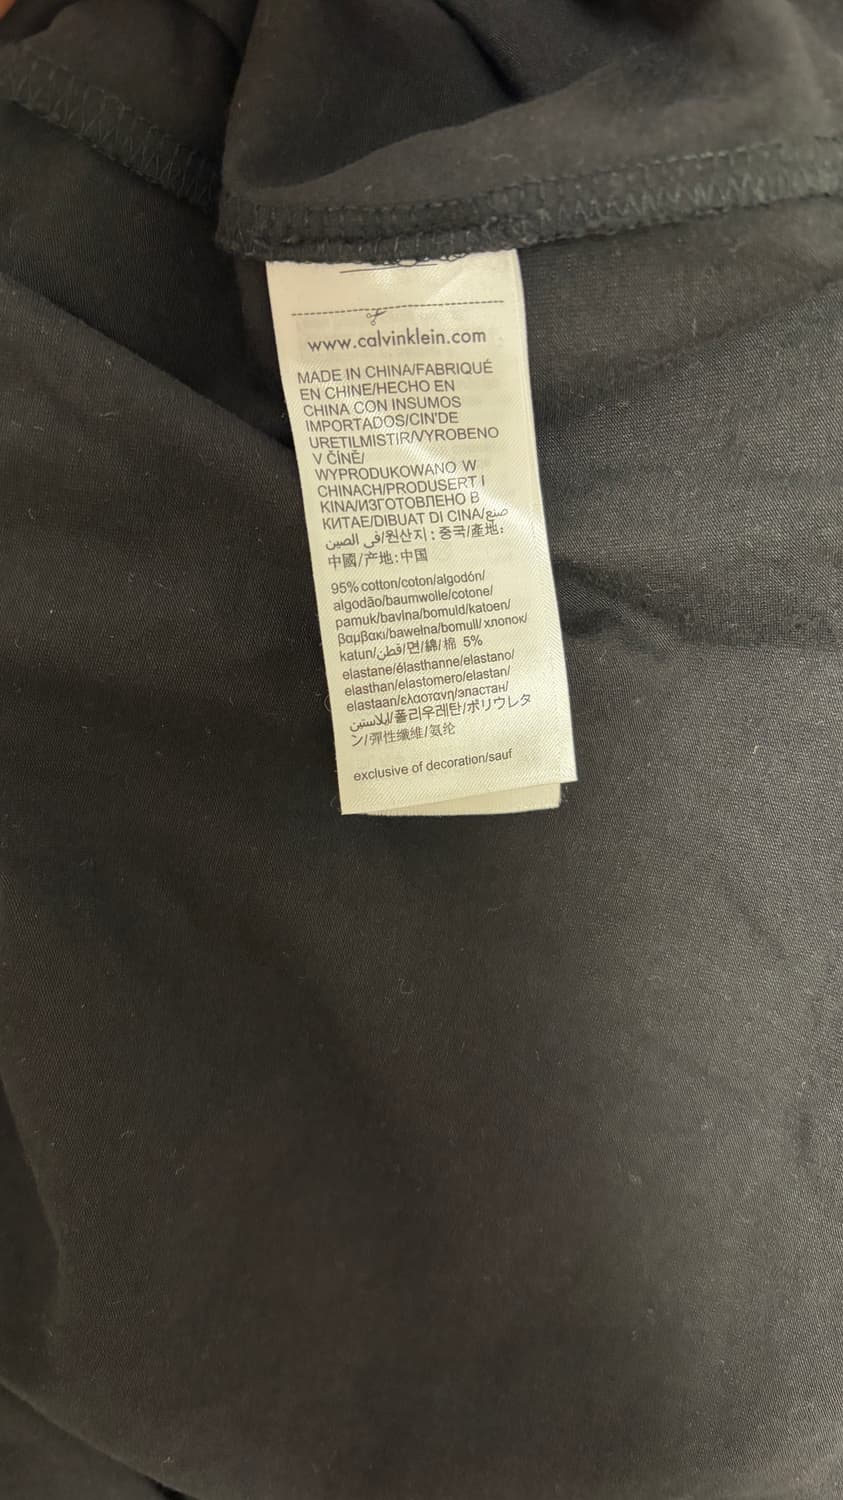 www.calvinklein.com
MADE IN CHINA/FABRIQUÉ
EN CHINE/HECHO EN
CHINA CON INSUMOS
IMPORTADOS/CIN'DE
URETILMISTIR/VYROBENO
V ČÍNĚ/
WYPRODUKOWANO W
CHINACH/PRODUSERT I
KINA/ИЗГОТОВЛЕНО В
КИТАЕ/DIBUAT DI CINA/صنع
في الصين/원산지 : 중국/產地:
中國/产地:中国
95% cotton/coton/algodón/
algodão/baumwolle/cotone/
pamuk/bavlna/bomuld/katoen/
βαμβακι/bawełna/bomull/ хлопок/
katun/قطن/면/綿/棉 5%
elastane/élasthanne/elastano/
elasthan/elastomero/elastan/
elastaan/ελαστανη/эластан/
ايلاستين/폴리우레탄/ポリウレタ
ン/彈性纖維/氨纶
exclusive of decoration/sauf